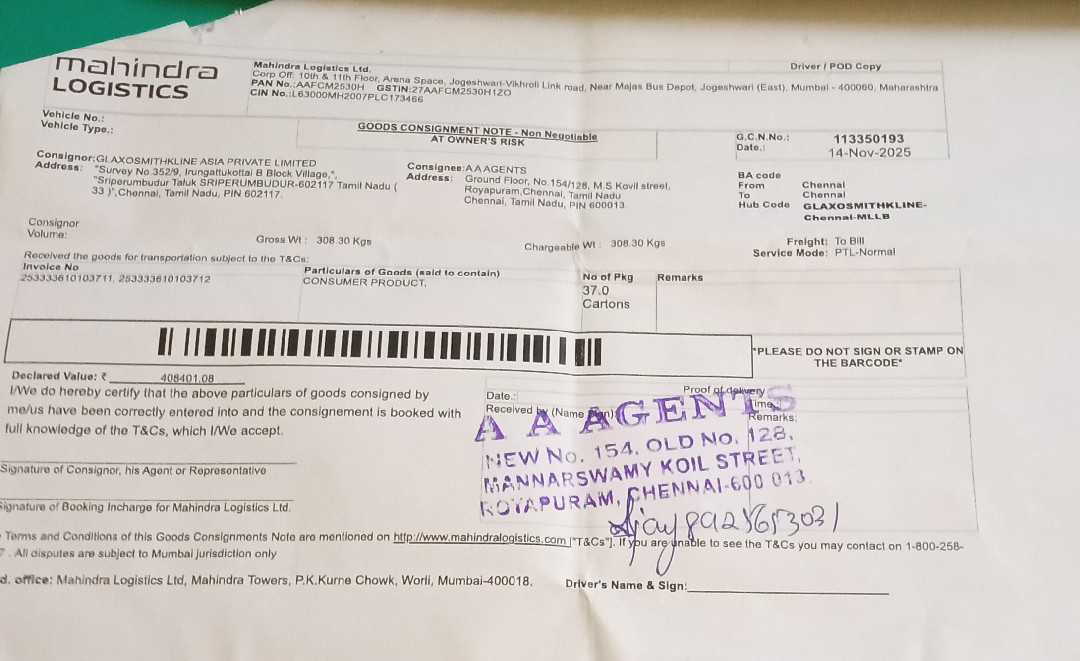 mahindra
LOGISTICS
Mahindra Logistics Ltd.
Corp Off: 10th & 11th Floor, Arena Space, Jogeshwari-Vikhroli Link road, Near Majas Bus Depot, Jogeshwari (East), Mumbai - 400060, Maharashtra
PAN No.:AAFCM2530H GSTIN:27AAFCM2530H1ZO
CIN No.:L63000MH2007PLC173466
Driver / POD Copy
Vehicle No.:
Vehicle Type.:
GOODS CONSIGNMENT NOTE - Non Negotiable
AT OWNER'S RISK
G.C.N.No.: 113350193
Date.: 14-Nov-2025
Consignor:GLAXOSMITHKLINE ASIA PRIVATE LIMITED
Address: "Survey No.352/9, Irungattukottai B Block Village,",
"Sriperumbudur Taluk SRIPERUMBUDUR-602117 Tamil Nadu (
33 )",Chennai, Tamil Nadu, PIN 602117.
Consignee:A A AGENTS
Address: Ground Floor, No.154/128, M.S Kovil street,
Royapuram,Chennai, Tamil Nadu
Chennai, Tamil Nadu, PIN 600013.
BA code
From Chennai
To Chennai
Hub Code GLAXOSMITHKLINE-
Chennai-MLLB
Consignor
Volume:
Gross Wt : 308.30 Kgs
Chargeable Wt : 308.30 Kgs
Freight: To Bill
Service Mode: PTL-Normal
Received the goods for transportation subject to the T&Cs:
Invoice No
253333610103711, 253333610103712
Particulars of Goods (said to contain)
CONSUMER PRODUCT,
No of Pkg
37.0
Cartons
Remarks
*PLEASE DO NOT SIGN OR STAMP ON
THE BARCODE*
Declared Value: ₹ 408401.08
I/We do hereby certify that the above particulars of goods consigned by
me/us have been correctly entered into and the consignement is booked with
full knowledge of the T&Cs, which I/We accept.
Proof of delivery
Date.:
Time.:
Received by (Name Sign):
Remarks:
A A AGENTS
NEW No. 154, OLD No. 128,
MANNARSWAMY KOIL STREET,
ROYAPURAM, CHENNAI-600 013.
Signature of Consignor, his Agent or Representative
Signature of Booking Incharge for Mahindra Logistics Ltd.
Terms and Conditions of this Goods Consignments Note are mentioned on http://www.mahindralogistics.com ["T&Cs"]. If you are unable to see the T&Cs you may contact on 1-800-258-
7 . All disputes are subject to Mumbai jurisdiction only
d. office: Mahindra Logistics Ltd, Mahindra Towers, P.K.Kurne Chowk, Worli, Mumbai-400018.
Driver's Name & Sign: